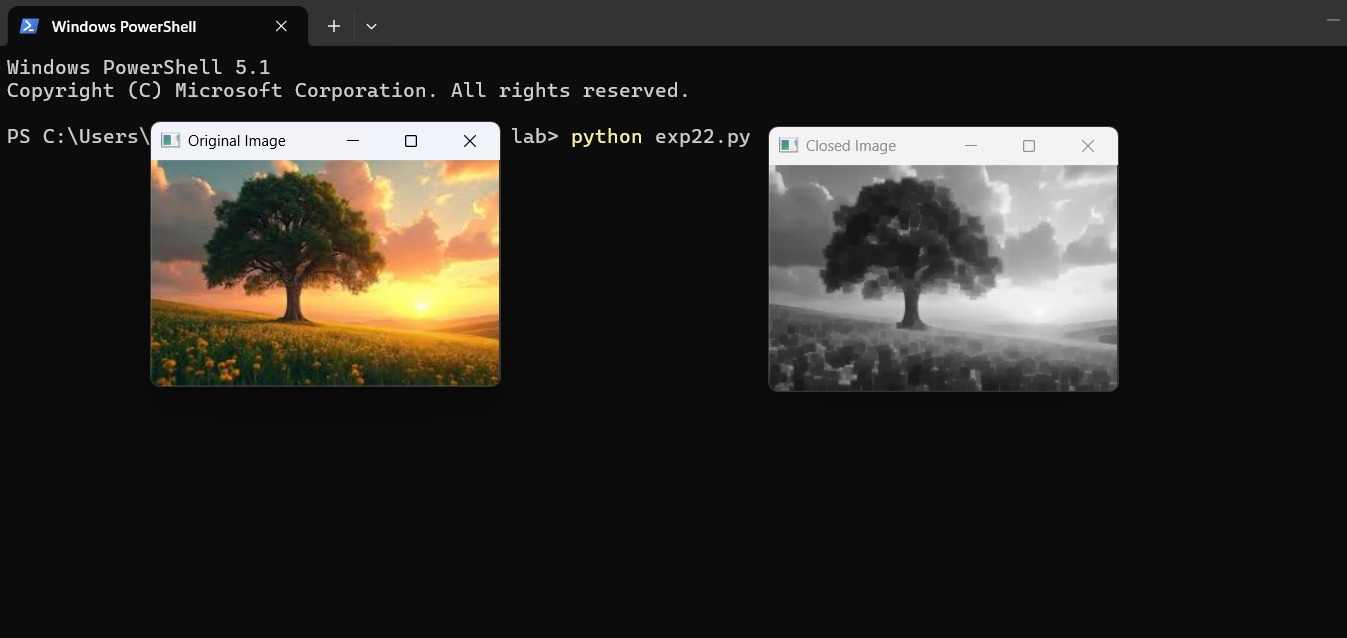 Windows PowerShell
Windows PowerShell 5.1
Copyright (C) Microsoft Corporation. All rights reserved.
PS C:\Users\ lab> python exp22.py
Original Image
Closed Image